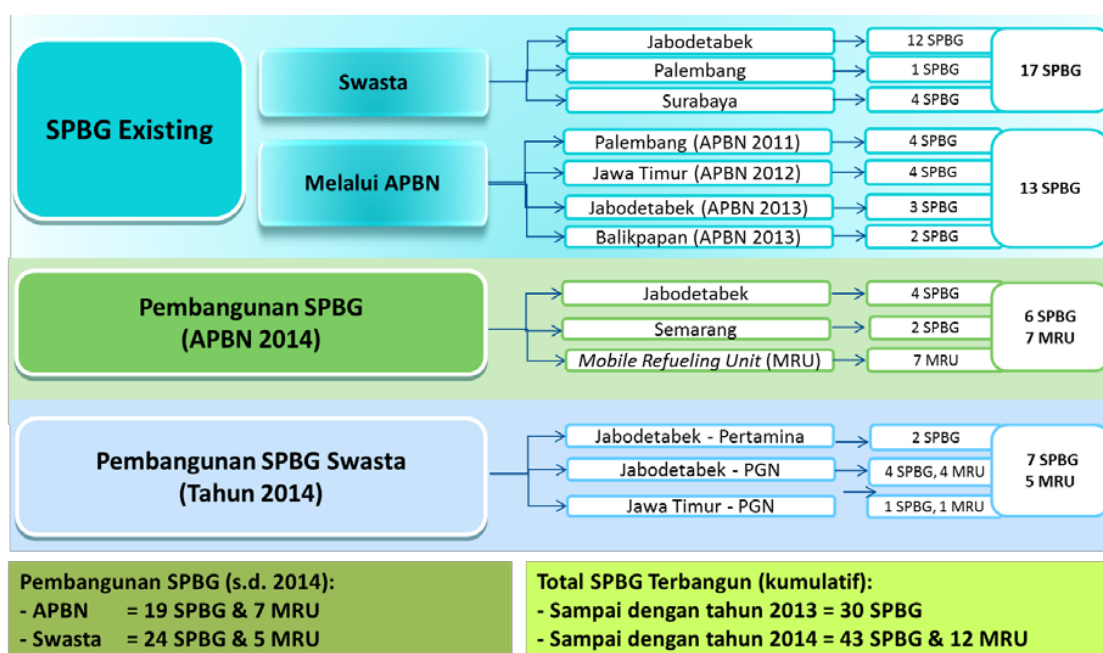 SPBG Existing
Swasta
Jabodetabek
12 SPBG
Palembang
1 SPBG
Surabaya
4 SPBG
17 SPBG
Melalui APBN
Palembang (APBN 2011)
4 SPBG
Jawa Timur (APBN 2012)
4 SPBG
Jabodetabek (APBN 2013)
3 SPBG
Balikpapan (APBN 2013)
2 SPBG
13 SPBG
Pembangunan SPBG
(APBN 2014)
Jabodetabek
4 SPBG
Semarang
2 SPBG
Mobile Refueling Unit (MRU)
7 MRU
6 SPBG
7 MRU
Pembangunan SPBG Swasta
(Tahun 2014)
Jabodetabek - Pertamina
2 SPBG
Jabodetabek - PGN
4 SPBG, 4 MRU
Jawa Timur - PGN
1 SPBG, 1 MRU
7 SPBG
5 MRU
Pembangunan SPBG (s.d. 2014):
- APBN = 19 SPBG & 7 MRU
- Swasta = 24 SPBG & 5 MRU
Total SPBG Terbangun (kumulatif):
- Sampai dengan tahun 2013 = 30 SPBG
- Sampai dengan tahun 2014 = 43 SPBG & 12 MRU